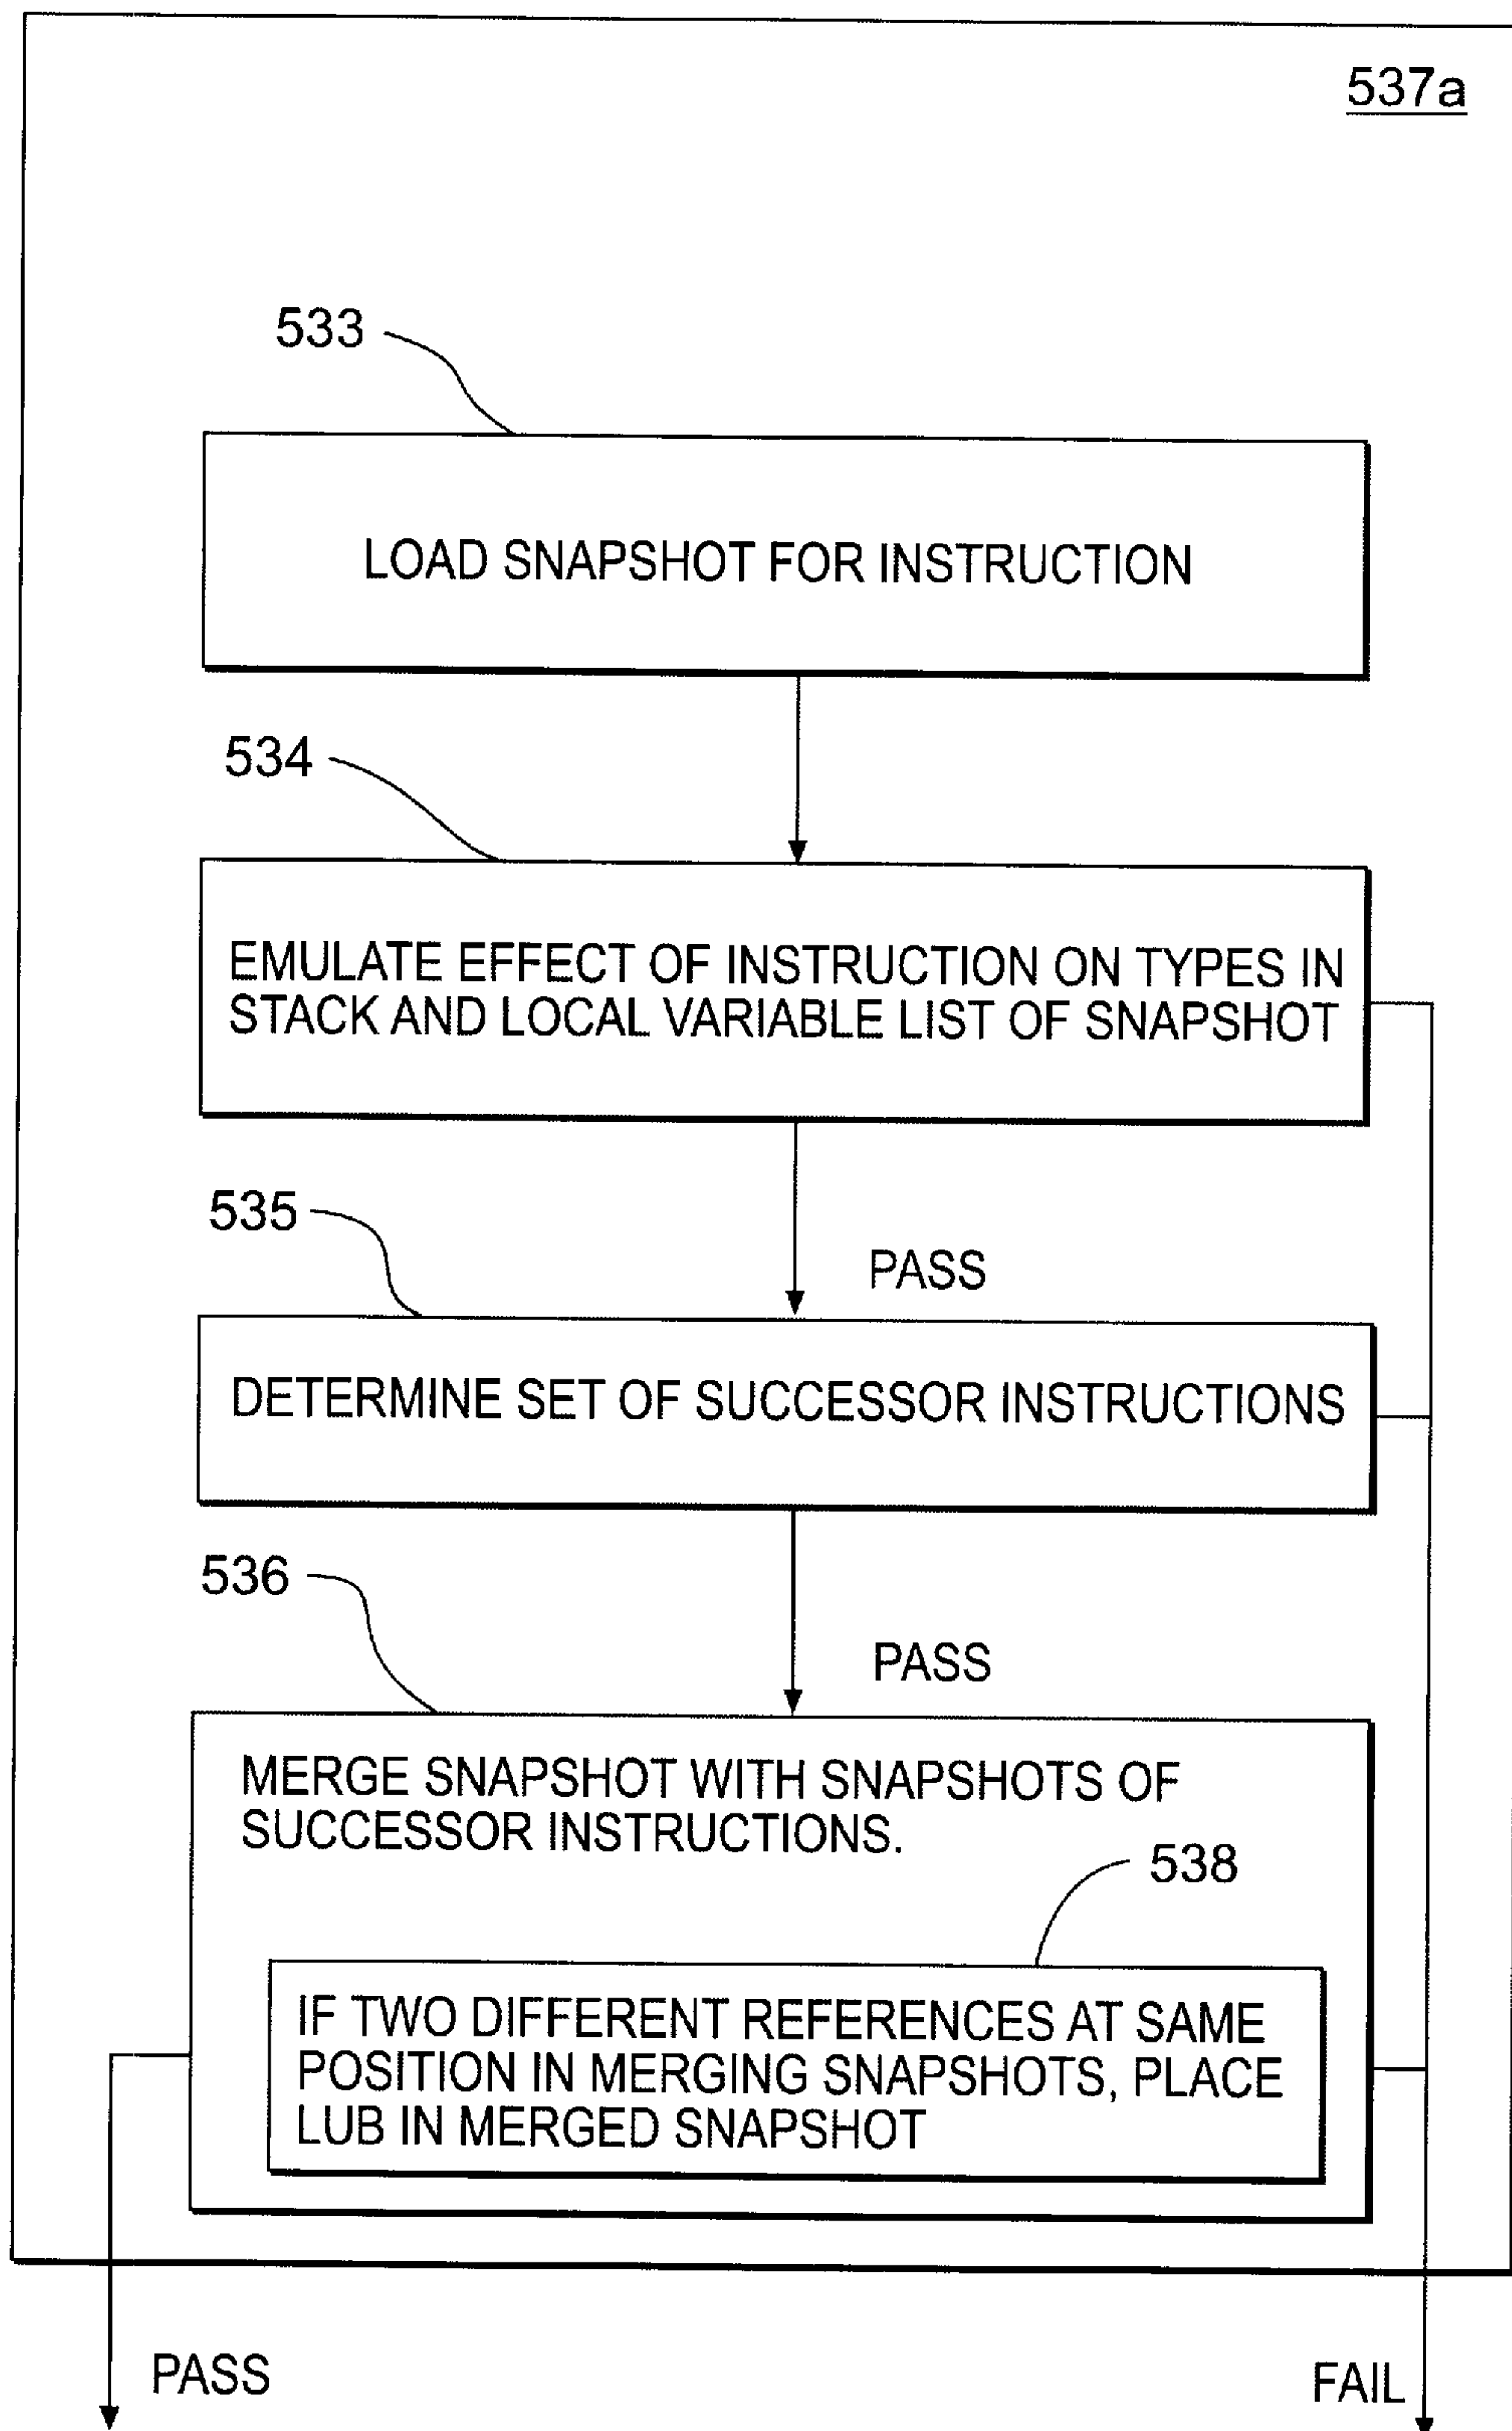 537a
533
LOAD SNAPSHOT FOR INSTRUCTION
534
EMULATE EFFECT OF INSTRUCTION ON TYPES IN
STACK AND LOCAL VARIABLE LIST OF SNAPSHOT
535
PASS
DETERMINE SET OF SUCCESSOR INSTRUCTIONS
536
PASS
MERGE SNAPSHOT WITH SNAPSHOTS OF
SUCCESSOR INSTRUCTIONS.
538
IF TWO DIFFERENT REFERENCES AT SAME
POSITION IN MERGING SNAPSHOTS, PLACE
LUB IN MERGED SNAPSHOT
PASS
FAIL